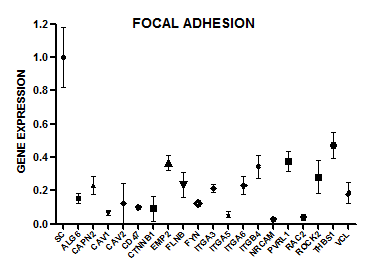 FOCAL ADHESION
GENE EXPRESSION
1.2
1.0
0.8
0.6
0.4
0.2
0.0
SC
ALG6
CAPN2
CAV1
CAV2
CD47
CTNNB1
EMP2
FLNB
FYN
ITGA3
ITGA5
ITGA6
ITGB4
NRCAM
PVRL1
RAC2
ROCK2
THBS1
VCL